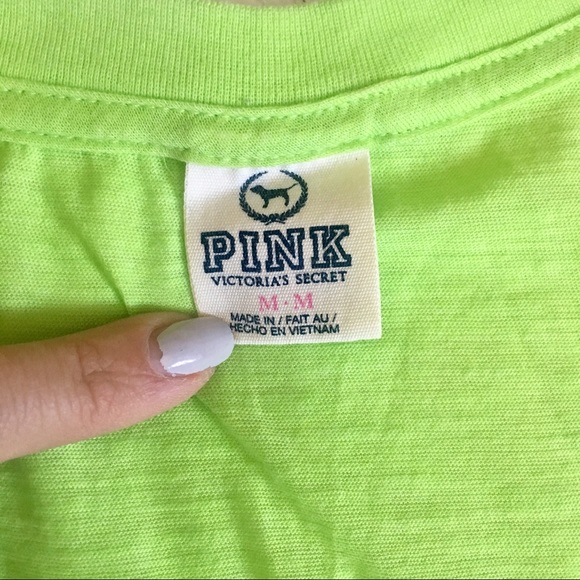 PINK
VICTORIA'S SECRET
M · M
MADE IN / FAIT AU /
HECHO EN VIETNAM